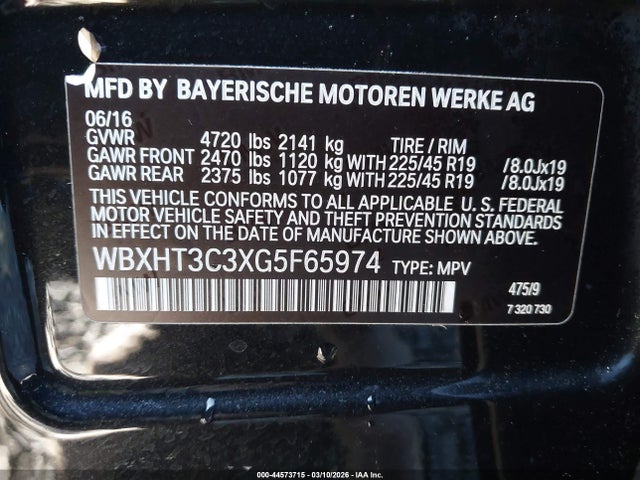 MFD BY BAYERISCHE MOTOREN WERKE AG
06/16
GVWR 4720 lbs 2141 kg TIRE / RIM
GAWR FRONT 2470 lbs 1120 kg WITH 225/45 R19 /8.0Jx19
GAWR REAR 2375 lbs 1077 kg WITH 225/45 R19 /8.0Jx19
THIS VEHICLE CONFORMS TO ALL APPLICABLE U. S. FEDERAL
MOTOR VEHICLE SAFETY AND THEFT PREVENTION STANDARDS
IN EFFECT ON THE DATE OF MANUFACTURE SHOWN ABOVE.
WBXHT3C3XG5F65974 TYPE: MPV
475/9
7 320 730
000-44573715 - 03/10/2026 - IAA Inc.